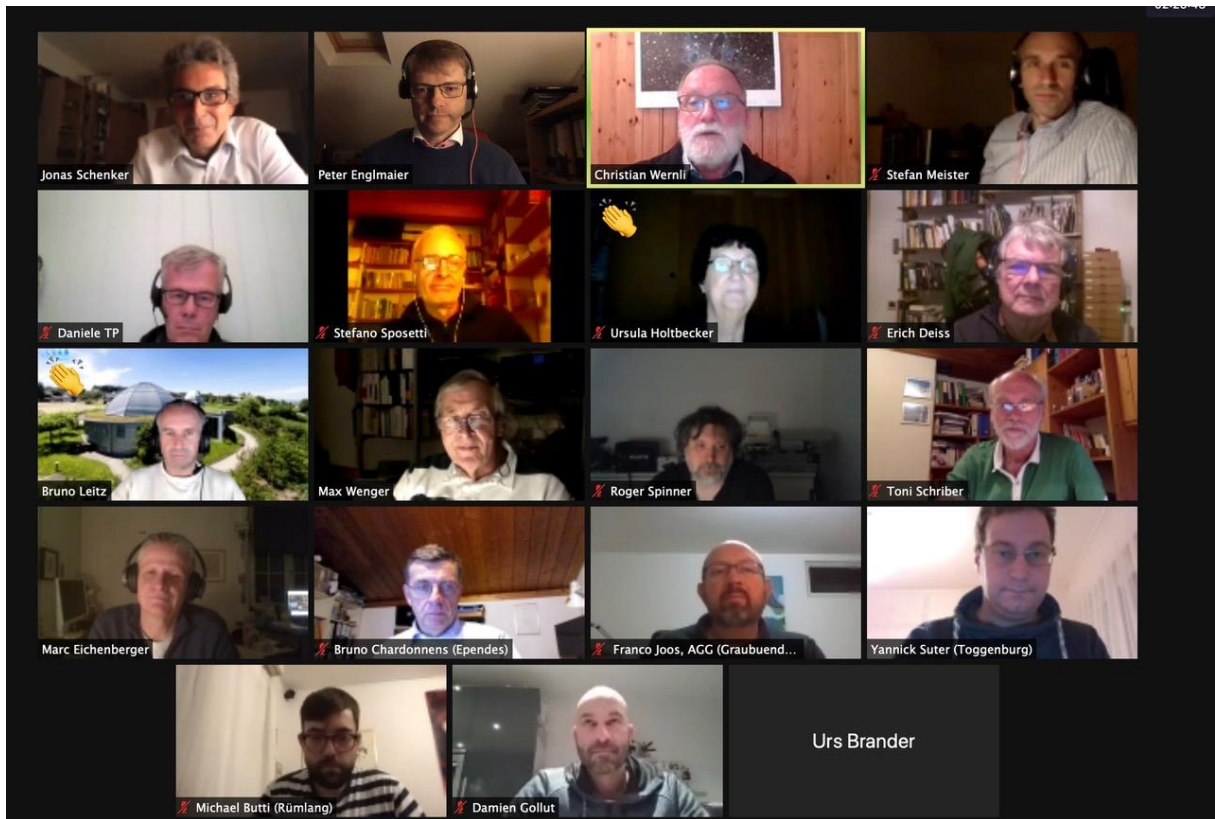 Jonas Schenker
Peter Englmaier
Christian Wernli
Stefan Meister
Daniele TP
Stefano Sposetti
Ursula Holtbecker
Erich Deiss
Bruno Leitz
Max Wenger
Roger Spinner
Toni Schriber
Marc Eichenberger
Bruno Chardonnens (Ependes)
Franco Joos, AGG (Graubuend...
Yannick Suter (Toggenburg)
Michael Butti (Rümlang)
Damien Gollut
Urs Brander